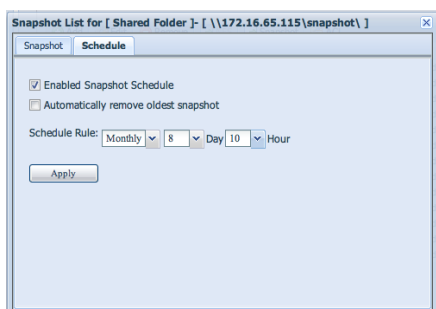 Snapshot List for [ Shared Folder ]- [ \\172.16.65.115\snapshot\ ]
Snapshot Schedule
Enabled Snapshot Schedule
Automatically remove oldest snapshot
Schedule Rule: Monthly 8 Day 10 Hour
Apply